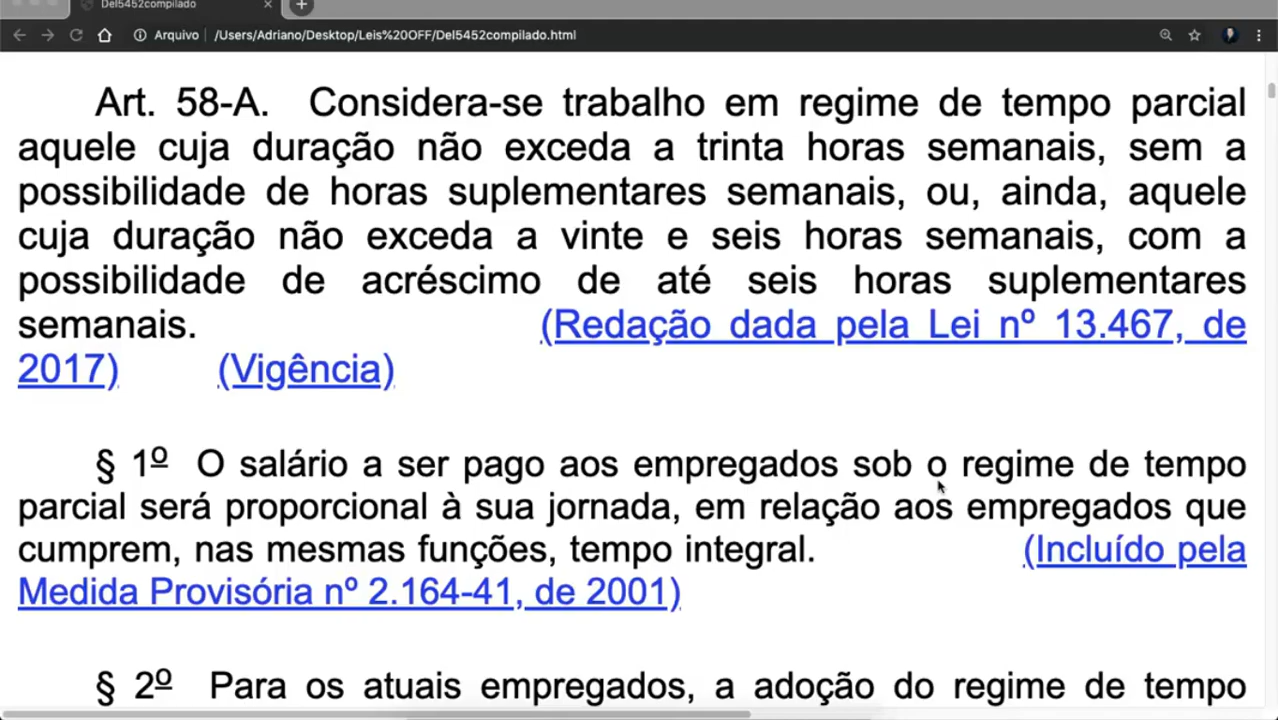 Del5452compilado
Arquivo /Users/Adriano/Desktop/Leis%20OFF/Del5452compilado.html
Art. 58-A. Considera-se trabalho em regime de tempo parcial
aquele cuja duração não exceda a trinta horas semanais, sem a
possibilidade de horas suplementares semanais, ou, ainda, aquele
cuja duração não exceda a vinte e seis horas semanais, com a
possibilidade de acréscimo de até seis horas suplementares
semanais. (Redação dada pela Lei nº 13.467, de
2017) (Vigência)
§ 1º O salário a ser pago aos empregados sob o regime de tempo
parcial será proporcional à sua jornada, em relação aos empregados que
cumprem, nas mesmas funções, tempo integral. (Incluído pela
Medida Provisória nº 2.164-41, de 2001)
§ 2º Para os atuais empregados, a adoção do regime de tempo